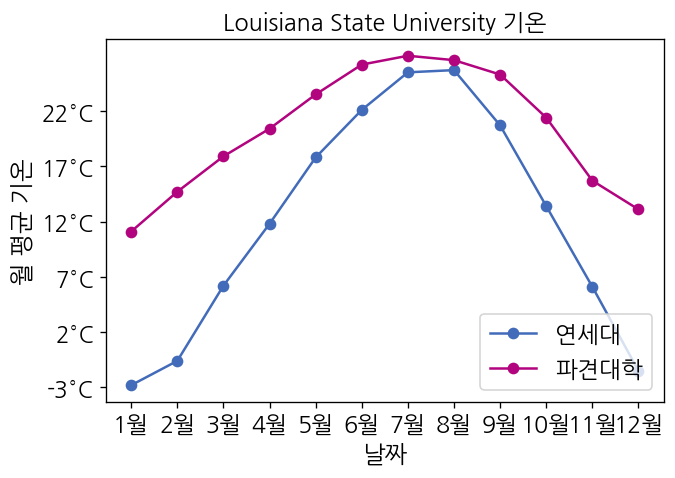 Louisiana State University 기온
월 평균 기온
22°C
17°C
12°C
7°C
2°C
-3°C
연세대
파견대학
1월 2월 3월 4월 5월 6월 7월 8월 9월 10월 11월 12월
날짜